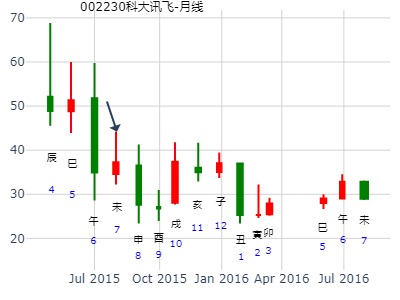 002230科大讯飞-月线
70
60
50
40
30
20
辰
4
巳
5
午
6
未
7
申
8
酉
9
戌
10
亥
11
子
12
丑
1
寅
2
卯
3
巳
5
午
6
未
7
Jul 2015
Oct 2015
Jan 2016
Apr 2016
Jul 2016